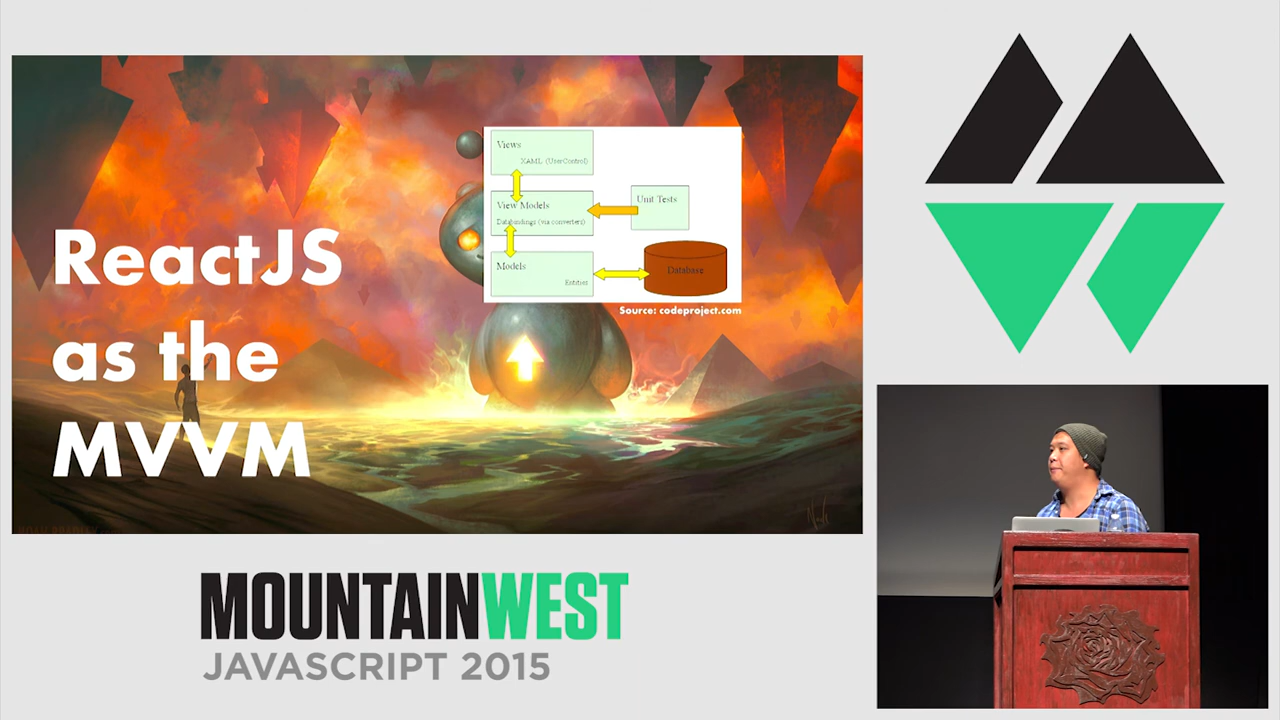 ReactJS
as the
MVVM
Views
XAML (UserControl)
View Models
Databindings (via converters)
Models
Entities
Unit Tests
Database
Source: codeproject.com
MOUNTAINWEST
JAVASCRIPT 2015